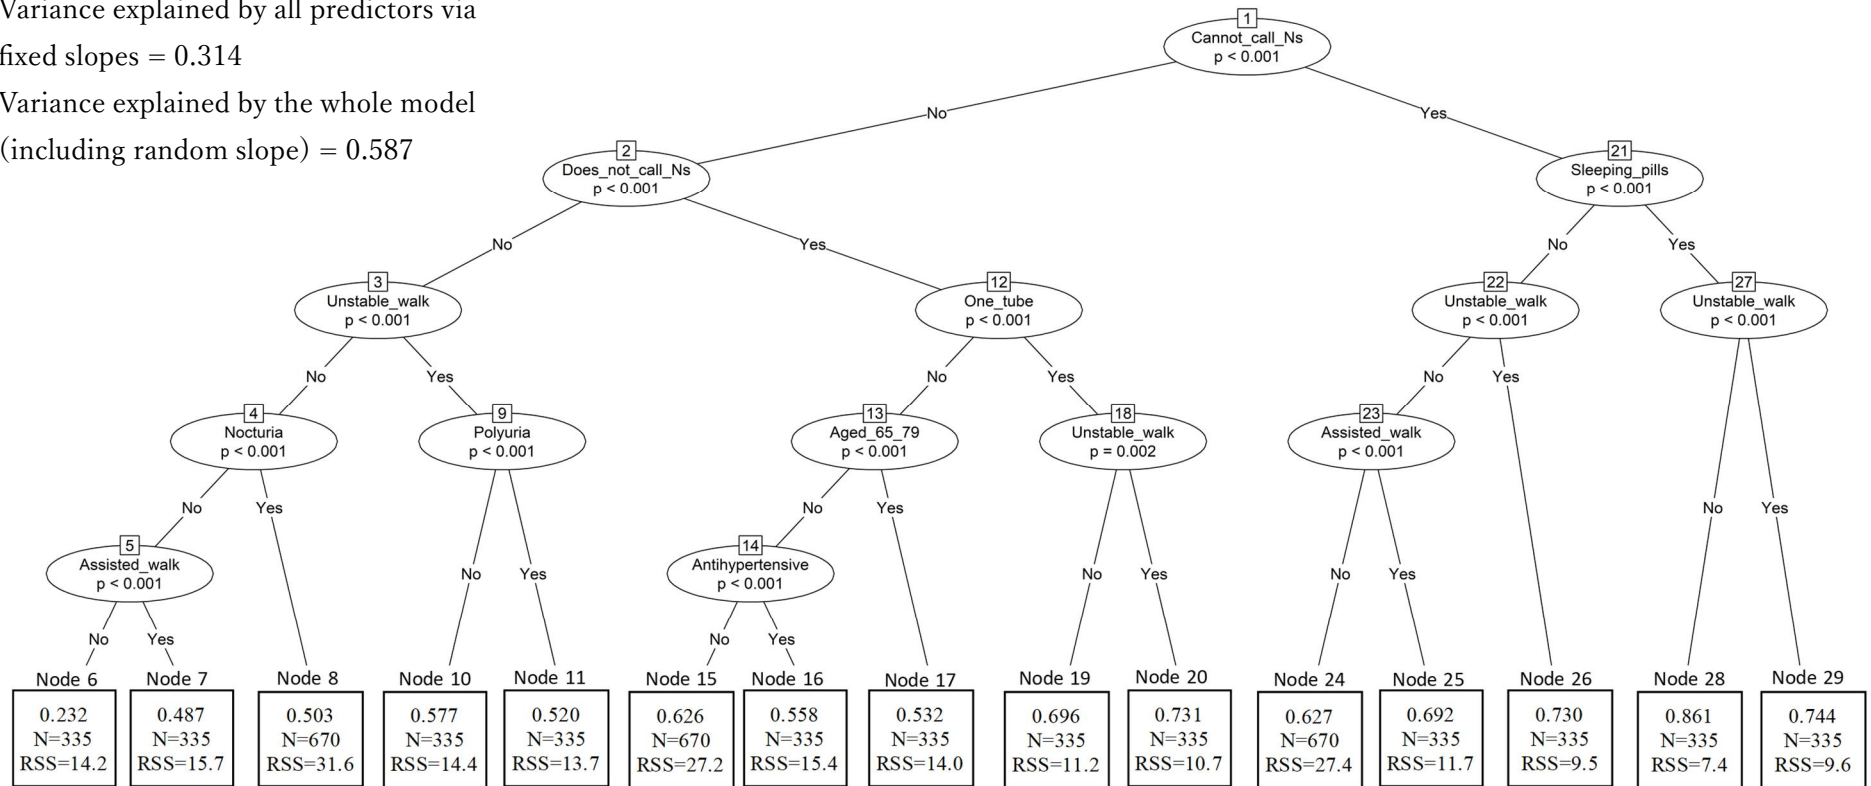 Variance explained by all predictors via
fixed slopes = 0.314
Variance explained by the whole model
(including random slope) = 0.587
1
Cannot_call_Ns
p < 0.001
No
Yes
2
Does_not_call_Ns
p < 0.001
21
Sleeping_pills
p < 0.001
No
Yes
No
Yes
3
Unstable_walk
p < 0.001
12
One_tube
p < 0.001
22
Unstable_walk
p < 0.001
27
Unstable_walk
p < 0.001
No
Yes
No
Yes
No
Yes
4
Nocturia
p < 0.001
9
Polyuria
p < 0.001
13
Aged_65_79
p < 0.001
18
Unstable_walk
p = 0.002
23
Assisted_walk
p < 0.001
No
Yes
No
Yes
No
Yes
5
Assisted_walk
p < 0.001
14
Antihypertensive
p < 0.001
No
Yes
No
Yes
No
Yes
No
Yes
No
Yes
Node 6
0.232
N=335
RSS=14.2
Node 7
0.487
N=335
RSS=15.7
Node 8
0.503
N=670
RSS=31.6
Node 10
0.577
N=335
RSS=14.4
Node 11
0.520
N=335
RSS=13.7
Node 15
0.626
N=670
RSS=27.2
Node 16
0.558
N=335
RSS=15.4
Node 17
0.532
N=335
RSS=14.0
Node 19
0.696
N=335
RSS=11.2
Node 20
0.731
N=335
RSS=10.7
Node 24
0.627
N=670
RSS=27.4
Node 25
0.692
N=335
RSS=11.7
Node 26
0.730
N=335
RSS=9.5
Node 28
0.861
N=335
RSS=7.4
Node 29
0.744
N=335
RSS=9.6